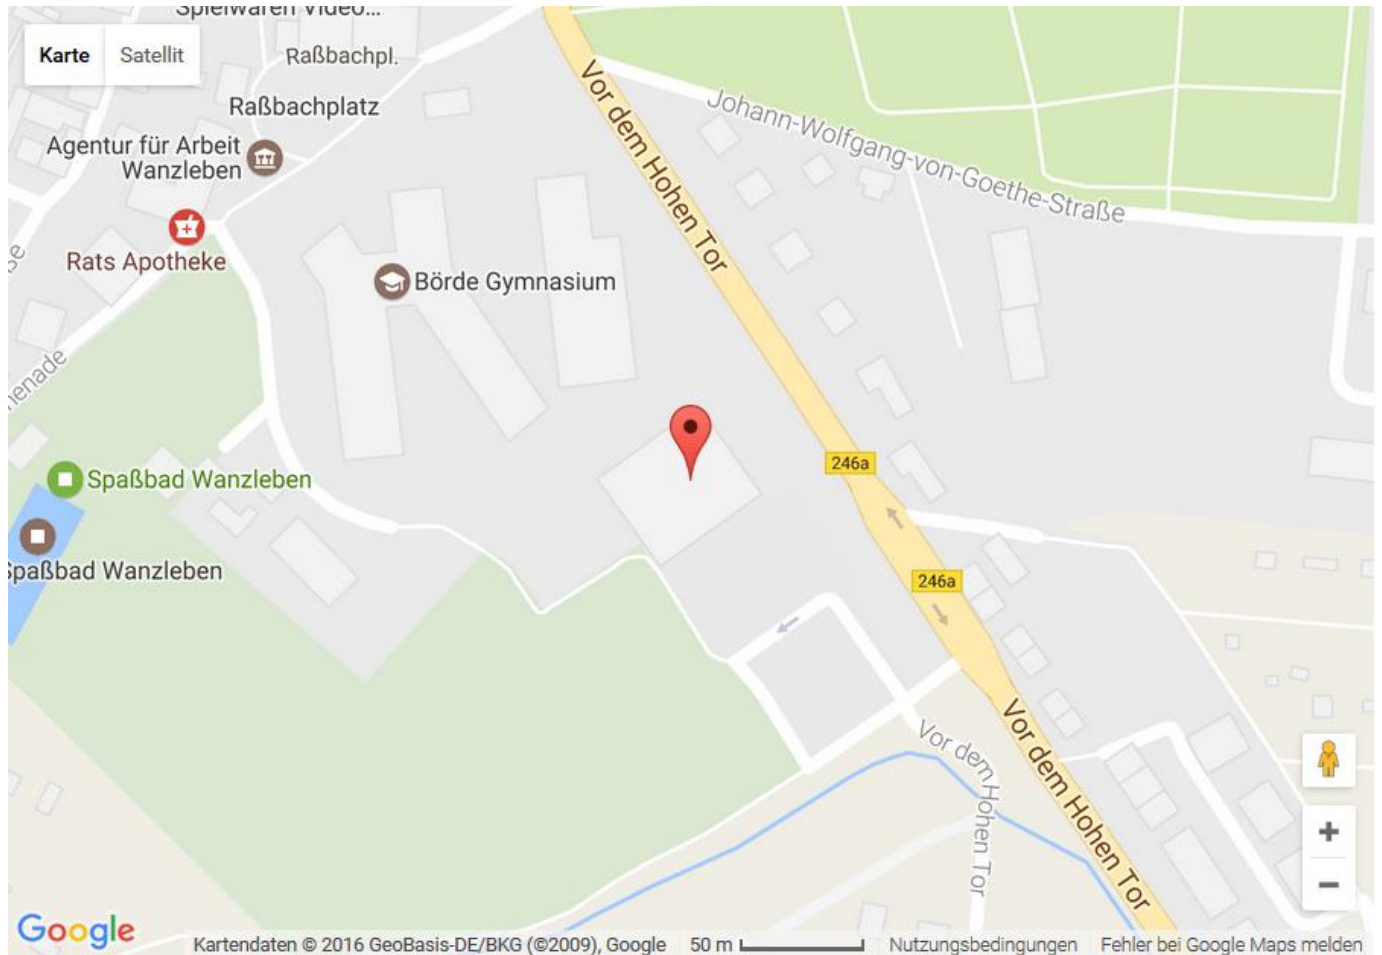 Spielwaren Video...
Karte
Satellit
Raßbachpl.
Raßbachplatz
Agentur für Arbeit
Wanzleben
Rats Apotheke
Börde Gymnasium
Vor dem Hohen Tor
Johann-Wolfgang-von-Goethe-Straße
246a
Spaßbad Wanzleben
Spaßbad Wanzleben
246a
Vor dem Hohen Tor
Vor dem Hohen Tor
+
−
Google
Kartendaten © 2016 GeoBasis-DE/BKG (©2009), Google
50 m
Nutzungsbedingungen
Fehler bei Google Maps melden